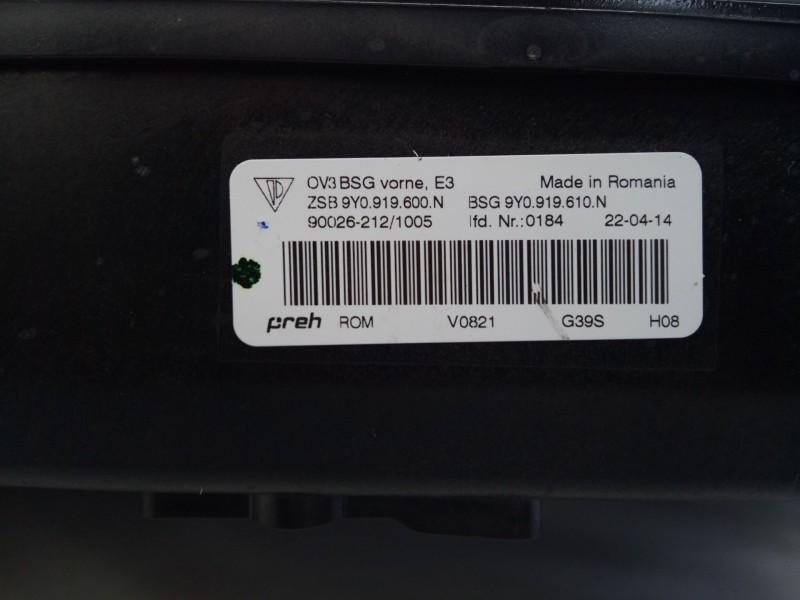 OV3 BSG vorne, E3 Made in Romania
ZSB 9Y0.919.600.N BSG 9Y0.919.610.N
90026-212/1005 lfd. Nr.:0184 22-04-14
preh ROM V0821 G39S H08